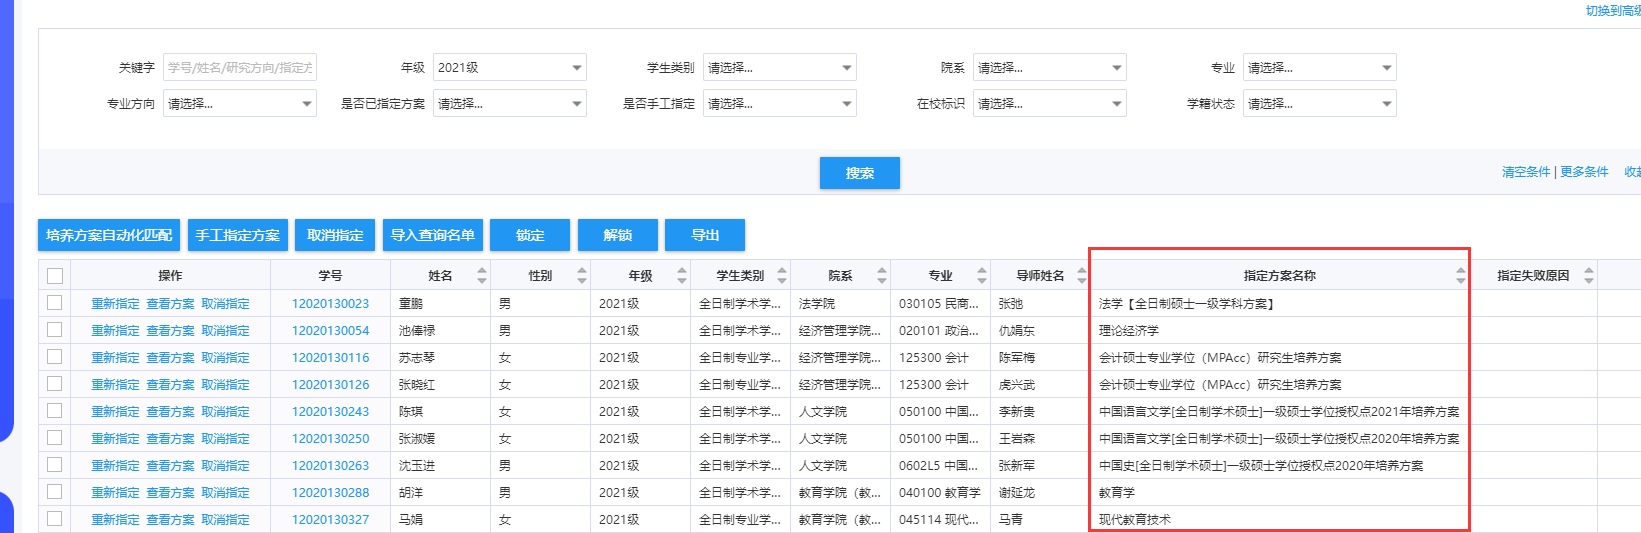 切换到高级
关键字 学号/姓名/研究方向/指定方 年级 2021级 学生类别 请选择... 院系 请选择... 专业 请选择...
专业方向 请选择... 是否已指定方案 请选择... 是否手工指定 请选择... 在校标识 请选择... 学籍状态 请选择...
搜索 清空条件 | 更多条件 收起
培养方案自动化匹配 手工指定方案 取消指定 导入查询名单 锁定 解锁 导出
操作 学号 姓名 性别 年级 学生类别 院系 专业 导师姓名 指定方案名称 指定失败原因
重新指定 查看方案 取消指定 12020130023 童鹏 男 2021级 全日制学术学... 法学院 030105 民商... 张弛 法学【全日制硕士一级学科方案】
重新指定 查看方案 取消指定 12020130054 池俸禄 男 2021级 全日制学术学... 经济管理学院... 020101 政治... 仇娟东 理论经济学
重新指定 查看方案 取消指定 12020130116 苏志琴 女 2021级 全日制专业学... 经济管理学院... 125300 会计 陈军梅 会计硕士专业学位（MPAcc）研究生培养方案
重新指定 查看方案 取消指定 12020130126 张晓红 女 2021级 全日制专业学... 经济管理学院... 125300 会计 虎兴武 会计硕士专业学位（MPAcc）研究生培养方案
重新指定 查看方案 取消指定 12020130243 陈琪 女 2021级 全日制学术学... 人文学院 050100 中国... 李新贵 中国语言文学[全日制学术硕士]一级硕士学位授权点2021年培养方案
重新指定 查看方案 取消指定 12020130250 张淑媛 女 2021级 全日制学术学... 人文学院 050100 中国... 王岩森 中国语言文学[全日制学术硕士]一级硕士学位授权点2020年培养方案
重新指定 查看方案 取消指定 12020130263 沈玉进 男 2021级 全日制学术学... 人文学院 0602L5 中国... 张新军 中国史[全日制学术硕士]一级硕士学位授权点2020年培养方案
重新指定 查看方案 取消指定 12020130288 胡洋 男 2021级 全日制学术学... 教育学院（教... 040100 教育学 谢延龙 教育学
重新指定 查看方案 取消指定 12020130327 马娟 女 2021级 全日制专业学... 教育学院（教... 045114 现代... 马青 现代教育技术